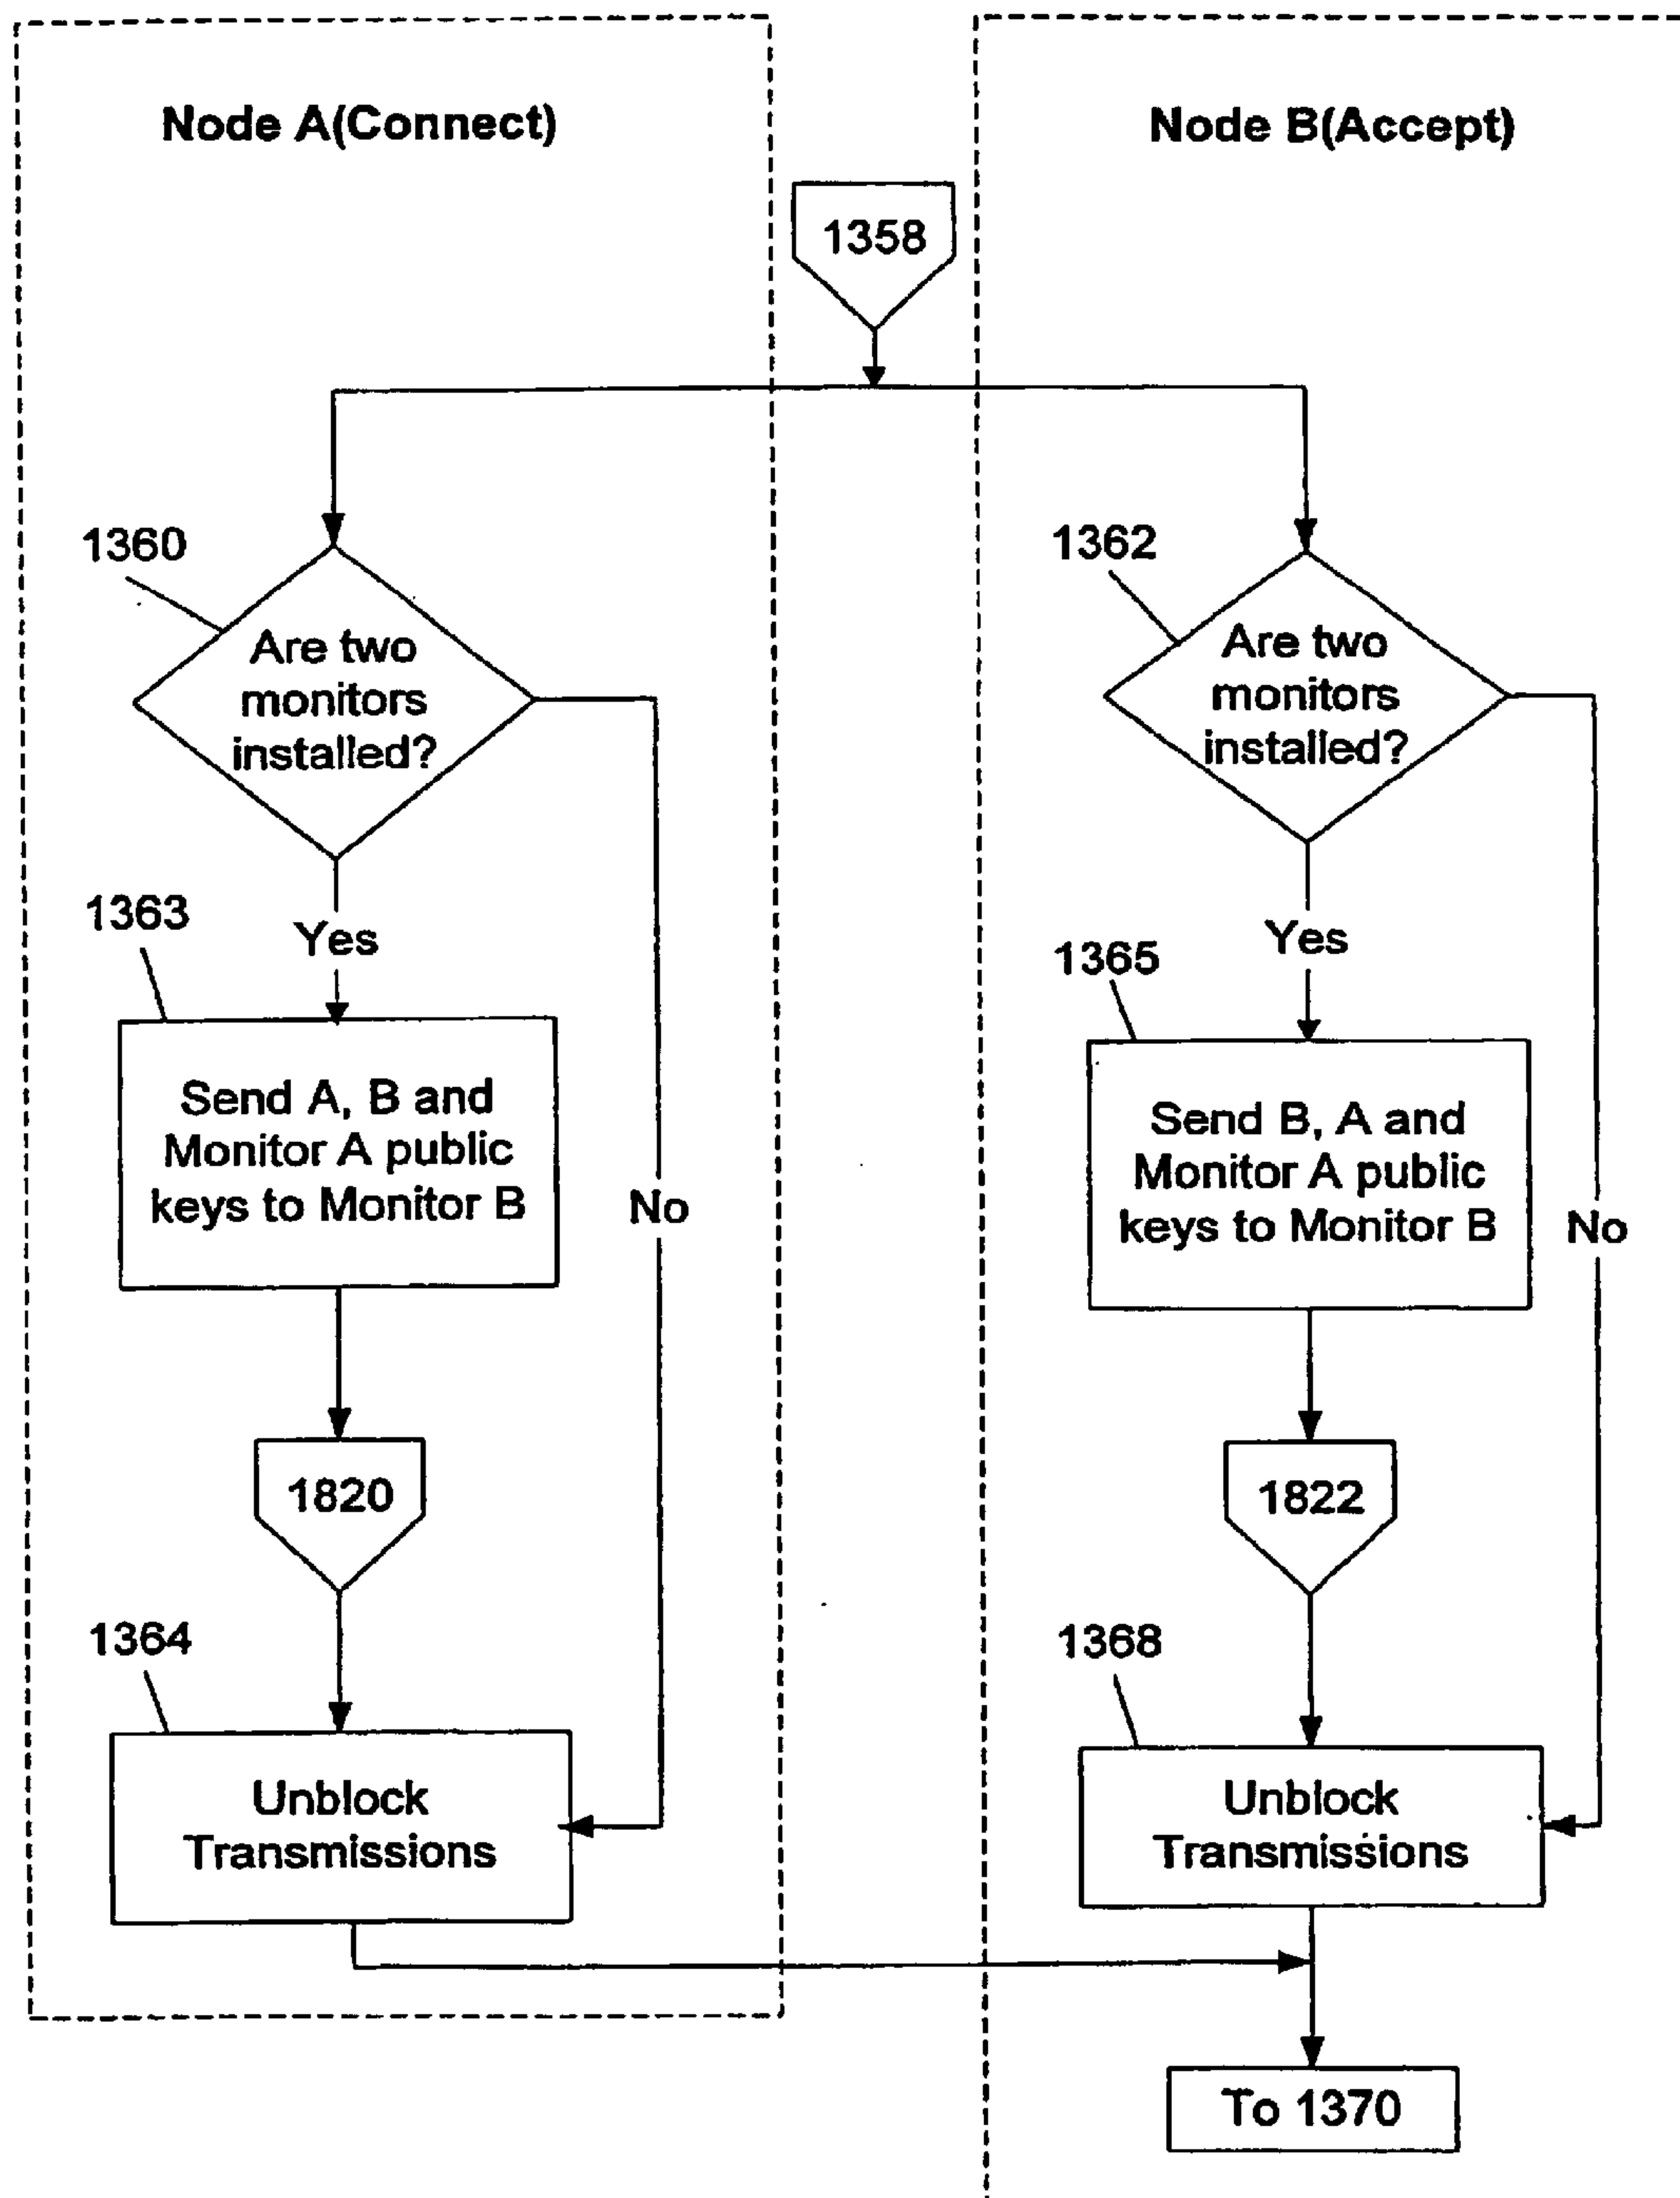 Node A(Connect)
Node B(Accept)
1358
1360
Are two
monitors
installed?
1362
Are two
monitors
installed?
Yes
No
1363
Send A, B and
Monitor A public
keys to Monitor B
Yes
No
1365
Send B, A and
Monitor A public
keys to Monitor B
1820
1822
1364
Unblock
Transmissions
1368
Unblock
Transmissions
To 1370